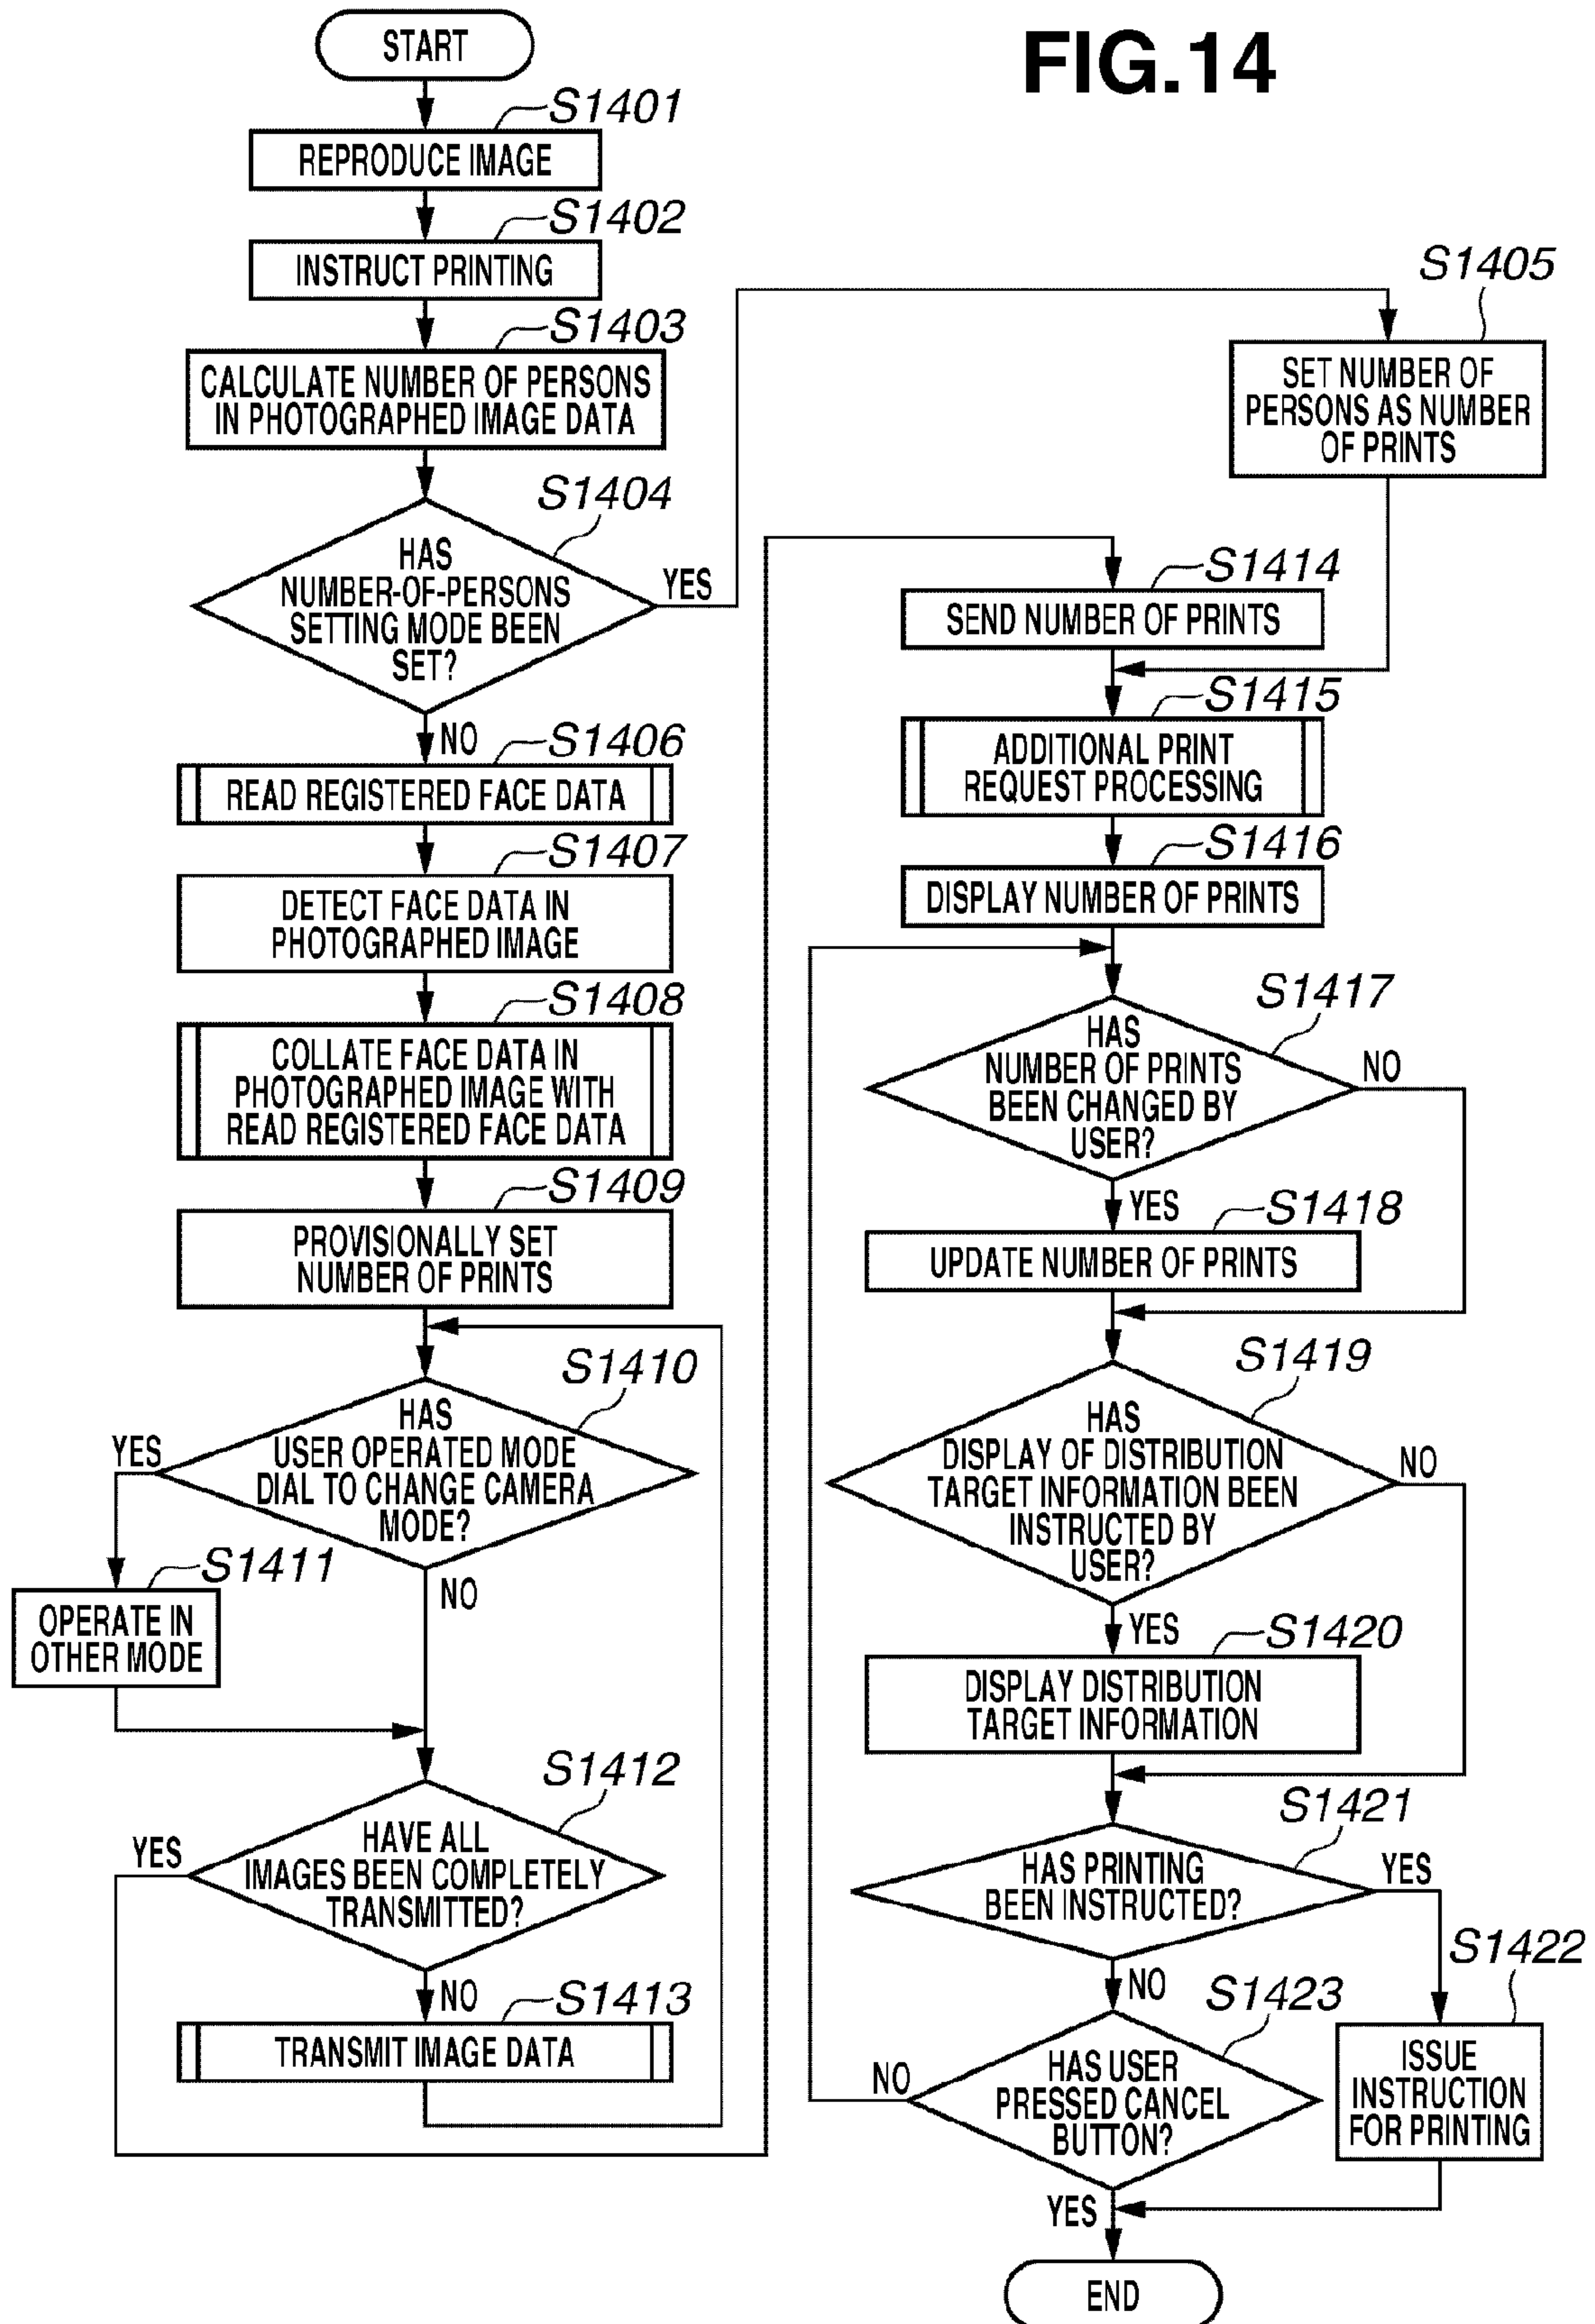 FIG.14
START
S1401
REPRODUCE IMAGE
S1402
INSTRUCT PRINTING
S1403
CALCULATE NUMBER OF PERSONS
IN PHOTOGRAPHED IMAGE DATA
S1404
HAS
NUMBER-OF-PERSONS
SETTING MODE BEEN
SET?
YES
NO
S1405
SET NUMBER OF
PERSONS AS NUMBER
OF PRINTS
S1406
READ REGISTERED FACE DATA
S1407
DETECT FACE DATA IN
PHOTOGRAPHED IMAGE
S1408
COLLATE FACE DATA IN
PHOTOGRAPHED IMAGE WITH
READ REGISTERED FACE DATA
S1409
PROVISIONALLY SET
NUMBER OF PRINTS
S1410
HAS
USER OPERATED MODE
DIAL TO CHANGE CAMERA
MODE?
YES
NO
S1411
OPERATE IN
OTHER MODE
S1412
HAVE ALL
IMAGES BEEN COMPLETELY
TRANSMITTED?
YES
NO
S1413
TRANSMIT IMAGE DATA
S1414
SEND NUMBER OF PRINTS
S1415
ADDITIONAL PRINT
REQUEST PROCESSING
S1416
DISPLAY NUMBER OF PRINTS
S1417
HAS
NUMBER OF PRINTS
BEEN CHANGED BY
USER?
NO
YES
S1418
UPDATE NUMBER OF PRINTS
S1419
HAS
DISPLAY OF DISTRIBUTION
TARGET INFORMATION BEEN
INSTRUCTED BY
USER?
NO
YES
S1420
DISPLAY DISTRIBUTION
TARGET INFORMATION
S1421
HAS PRINTING
BEEN INSTRUCTED?
YES
NO
S1422
ISSUE
INSTRUCTION
FOR PRINTING
S1423
HAS USER
PRESSED CANCEL
BUTTON?
NO
YES
END